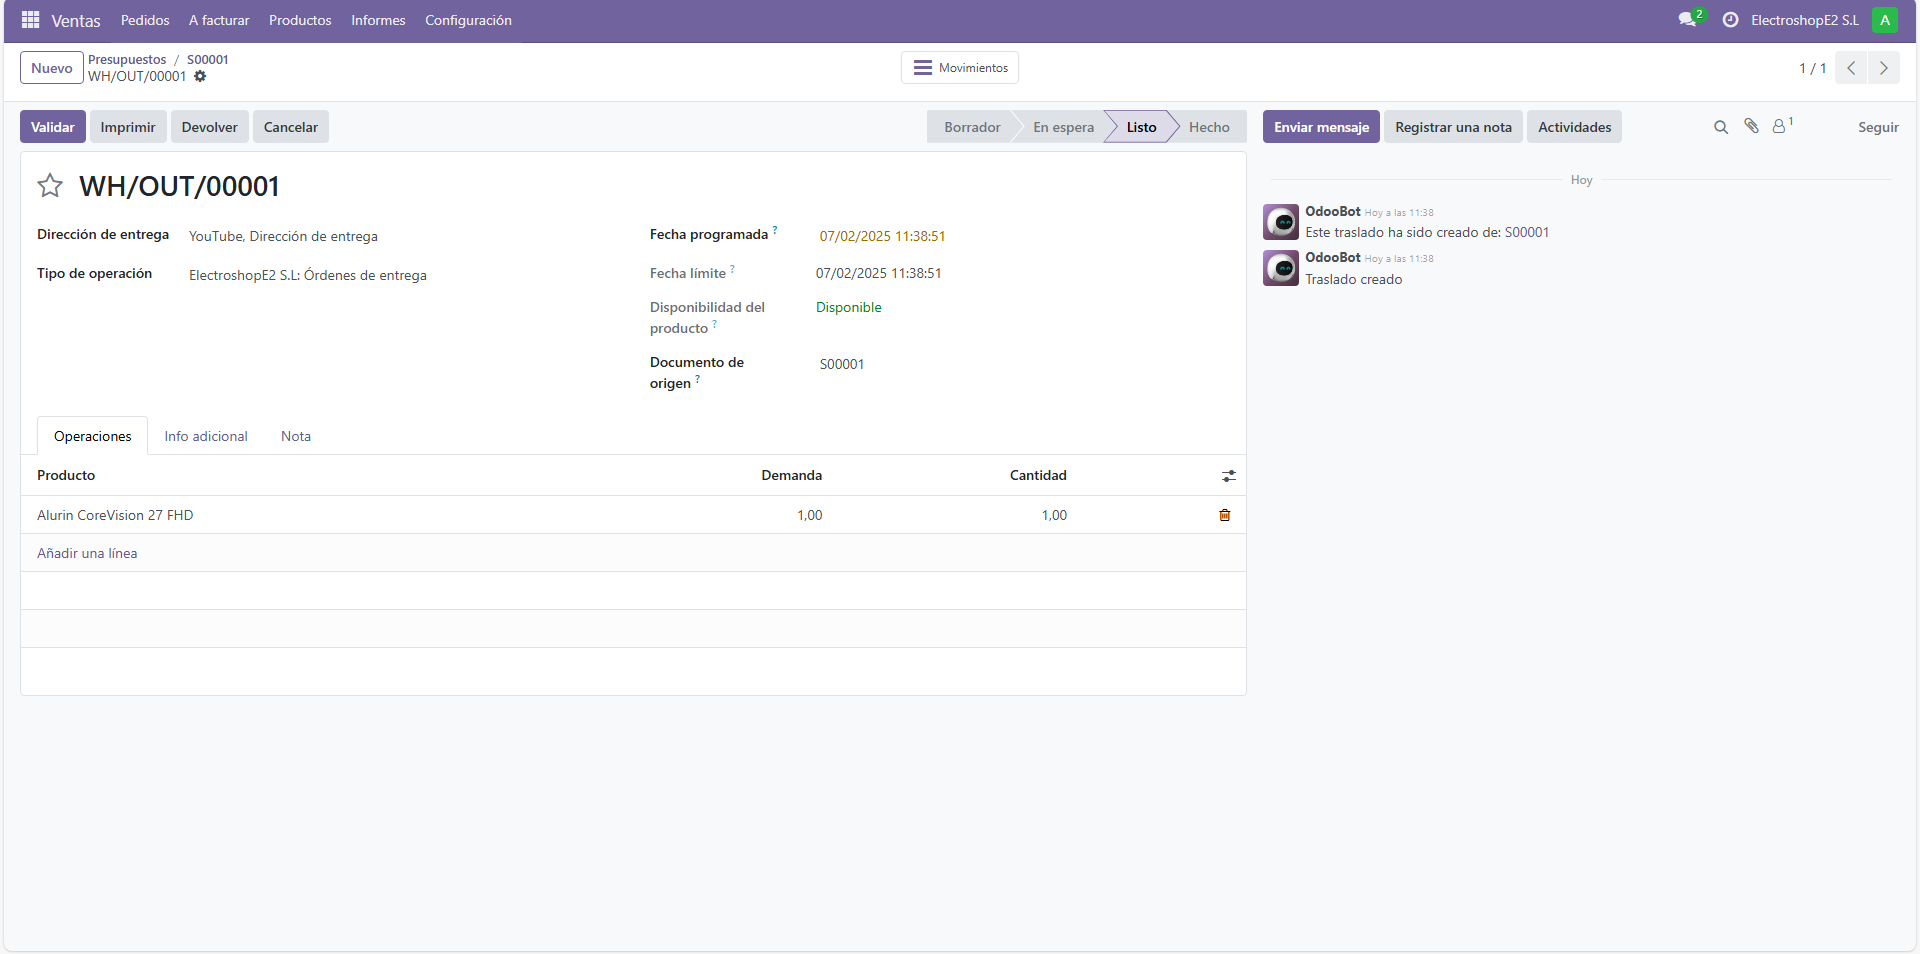 Ventas Pedidos A facturar Productos Informes Configuración 2 ElectroshopE2 S.L A
Nuevo Presupuestos / S00001
WH/OUT/00001
Movimientos
1 / 1
Validar Imprimir Devolver Cancelar Borrador En espera Listo Hecho
Enviar mensaje Registrar una nota Actividades 1 Seguir
WH/OUT/00001
Dirección de entrega YouTube, Dirección de entrega
Tipo de operación ElectroshopE2 S.L: Órdenes de entrega
Fecha programada ? 07/02/2025 11:38:51
Fecha límite ? 07/02/2025 11:38:51
Disponibilidad del
producto ? Disponible
Documento de
origen ? S00001
Operaciones Info adicional Nota
Producto Demanda Cantidad
Alurin CoreVision 27 FHD 1,00 1,00
Añadir una línea
Hoy
OdooBot Hoy a las 11:38
Este traslado ha sido creado de: S00001
OdooBot Hoy a las 11:38
Traslado creado